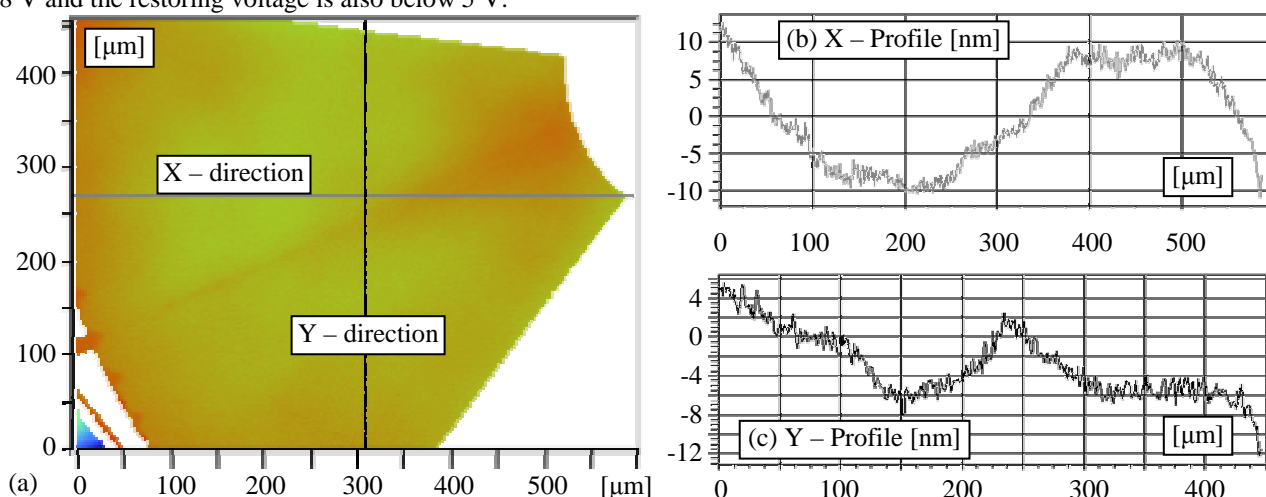 8 V and the restoring voltage is also below 5 V.
[μm]
400
300
200
100
0
X – direction
Y – direction
(a)
0 100 200 300 400 500 [μm]
(b) X – Profile [nm]
10
5
0
-5
-10
[μm]
0 100 200 300 400 500
4
0
-4
-8
-12
(c) Y – Profile [nm]
[μm]
0 100 200 300 400